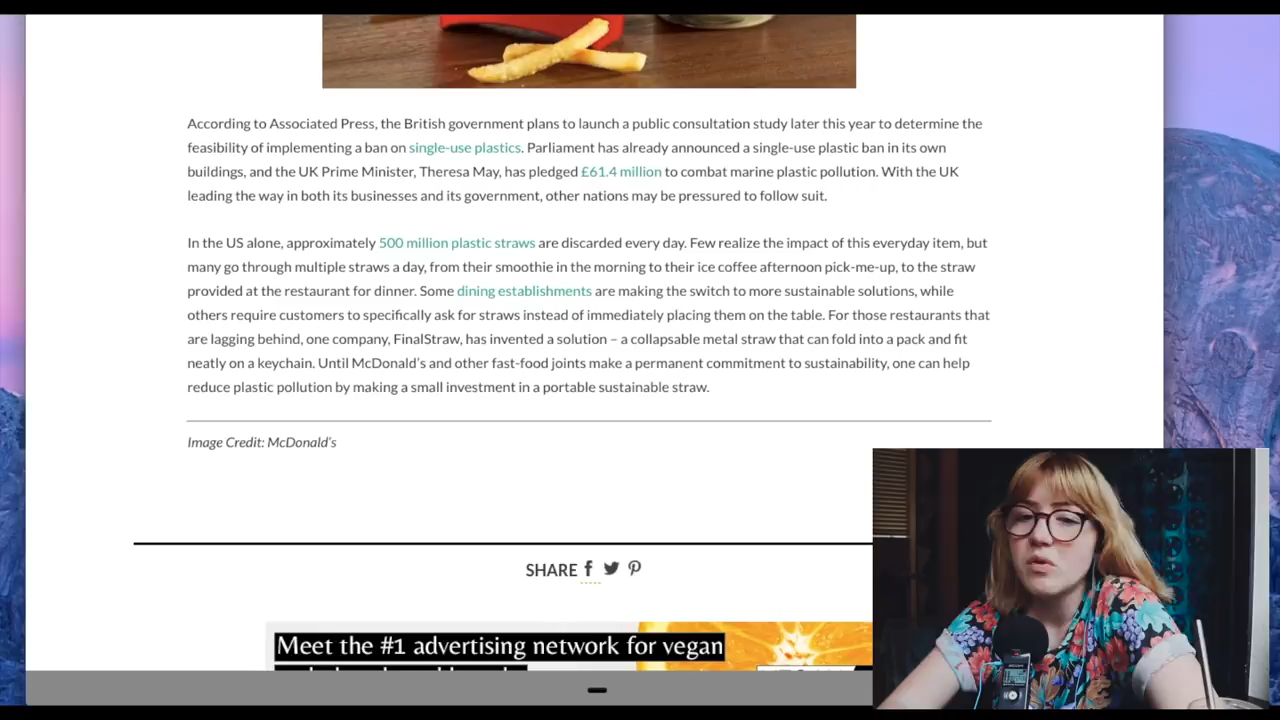 According to Associated Press, the British government plans to launch a public consultation study later this year to determine the
feasibility of implementing a ban on single-use plastics. Parliament has already announced a single-use plastic ban in its own
buildings, and the UK Prime Minister, Theresa May, has pledged £61.4 million to combat marine plastic pollution. With the UK
leading the way in both its businesses and its government, other nations may be pressured to follow suit.
In the US alone, approximately 500 million plastic straws are discarded every day. Few realize the impact of this everyday item, but
many go through multiple straws a day, from their smoothie in the morning to their ice coffee afternoon pick-me-up, to the straw
provided at the restaurant for dinner. Some dining establishments are making the switch to more sustainable solutions, while
others require customers to specifically ask for straws instead of immediately placing them on the table. For those restaurants that
are lagging behind, one company, FinalStraw, has invented a solution – a collapsable metal straw that can fold into a pack and fit
neatly on a keychain. Until McDonald's and other fast-food joints make a permanent commitment to sustainability, one can help
reduce plastic pollution by making a small investment in a portable sustainable straw.
Image Credit: McDonald's
SHARE
Meet the #1 advertising network for vegan